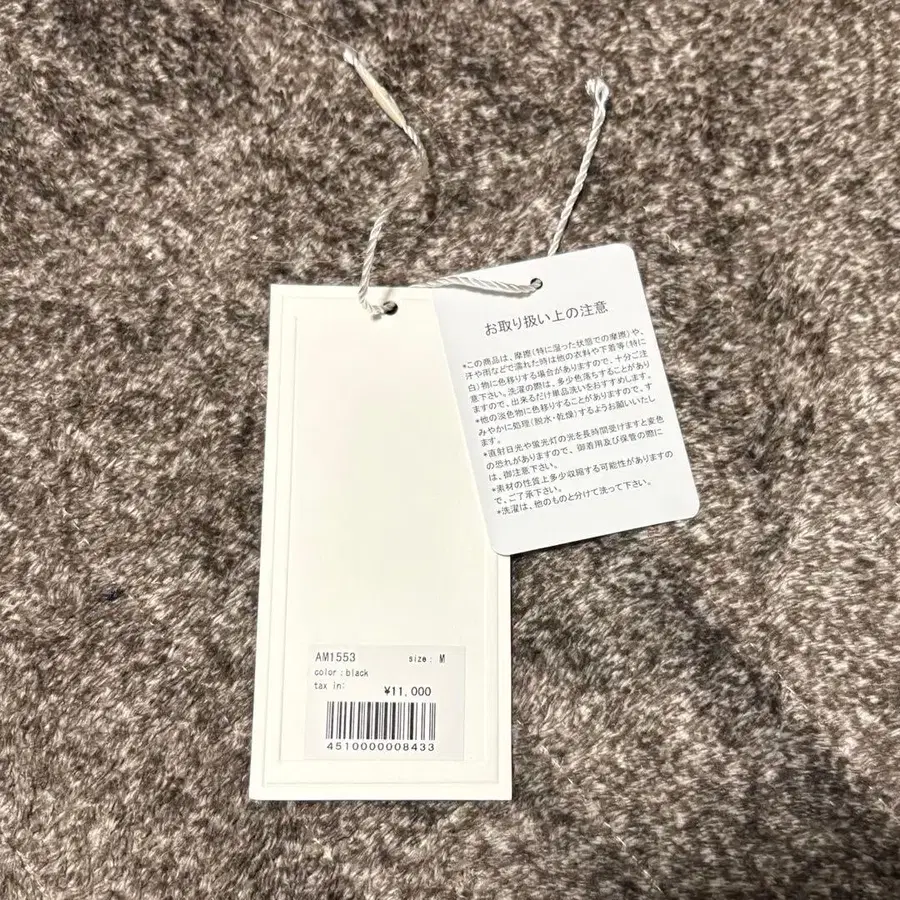 お取り扱い上の注意
*この商品は、摩擦(特に湿った状態での摩擦)や、
汗や雨などで濡れた時は他の衣料や下着等(特に
白)物に色移りする場合がありますので、十分ご注
意下さい。洗濯の際は、多少色落ちすることがあり
ますので、出来るだけ単品洗いをおすすめします。
*他の淡色物に色移りすることがありますので、す
みやかに処理(脱水・乾燥)するようお願いいたし
ます。
*直射日光や蛍光灯の光を長時間受けますと変色
の恐れがありますので、御着用及び保管の際に
は、御注意下さい。
*素材の性質上多少収縮する可能性がありますの
で、ご了承下さい。
*洗濯は、他のものと分けて洗って下さい。
AM1553 size: M
color:black
tax in: ¥11,000
4510000008433